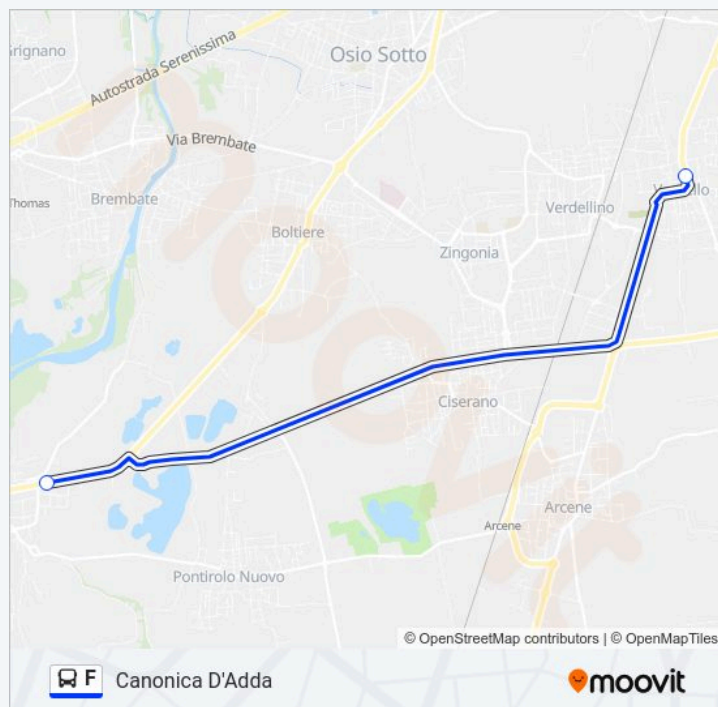 Grignano
Autostrada Serenissima
Osio Sotto
Via Brembate
Thomas
Brembate
Verdellino
Boltiere
Zingonia
Ciserano
Arcene
Arcene
Pontirolo Nuovo
© OpenStreetMap contributors | © OpenMapTiles
F Canonica D'Adda
moovit